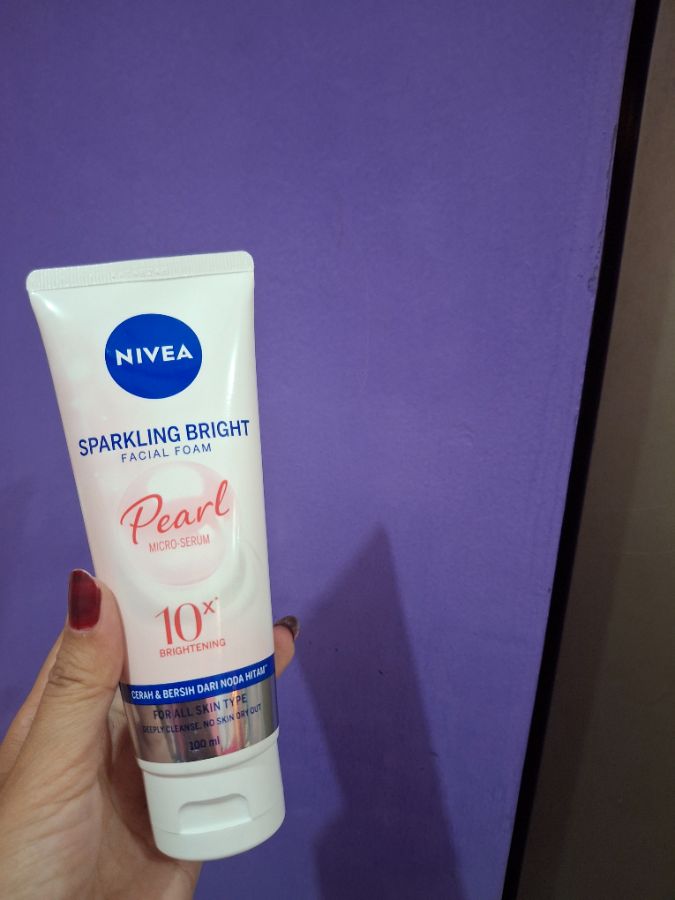 NIVEA
SPARKLING BRIGHT
FACIAL FOAM
Pearl
MICRO-SERUM
10x*
BRIGHTENING
CERAH & BERSIH DARI NODA HITAM**
FOR ALL SKIN TYPE
DEEPLY CLEANSE, NO SKIN DRY OUT
100 ml